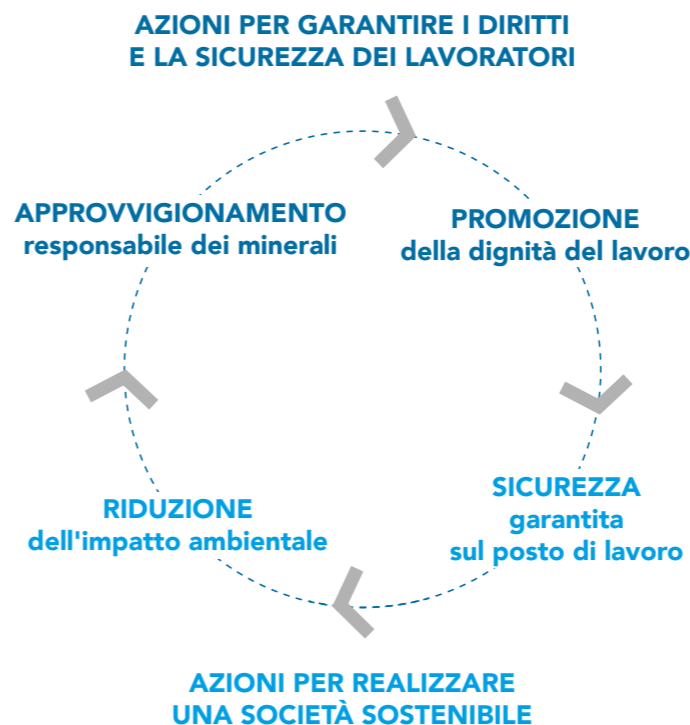 AZIONI PER GARANTIRE I DIRITTI
E LA SICUREZZA DEI LAVORATORI
APPROVVIGIONAMENTO
responsabile dei minerali
PROMOZIONE
della dignità del lavoro
RIDUZIONE
dell'impatto ambientale
SICUREZZA
garantita
sul posto di lavoro
AZIONI PER REALIZZARE
UNA SOCIETÀ SOSTENIBILE